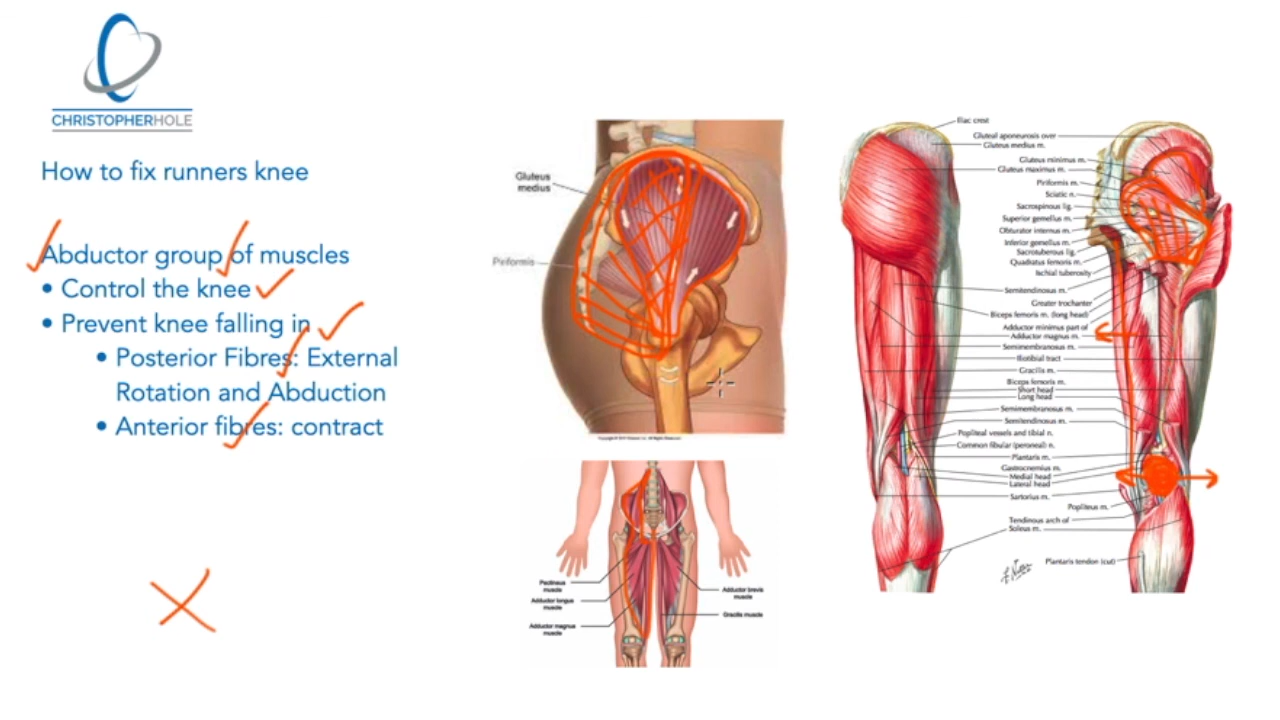 CHRISTOPHERHOLE
How to fix runners knee
Abductor group of muscles
• Control the knee
• Prevent knee falling in
• Posterior Fibres: External
Rotation and Abduction
• Anterior fibres: contract
Gluteus
medius
Piriformis
Pectineus
muscle
Adductor longus
muscle
Adductor magnus
muscle
Adductor brevis
muscle
Gracilis muscle
Iliac crest
Gluteal aponeurosis over
Gluteus medius m.
Gluteus minimus m.
Gluteus maximus m.
Piriformis m.
Sciatic n.
Sacrospinous lig.
Superior gemellus m.
Obturator internus m.
Inferior gemellus m.
Sacrotuberous lig.
Quadratus femoris m.
Ischial tuberosity
Semitendinosus m.
Greater trochanter
Biceps femoris m. (long head)
Adductor minimus part of
Adductor magnus m.
Semimembranosus m.
Iliotibial tract
Gracilis m.
Biceps femoris m.
Short head
Long head
Semimembranosus m.
Semitendinosus m.
Popliteal vessels and tibial n.
Common fibular (peroneal) n.
Plantaris m.
Gastrocnemius m.
Medial head
Lateral head
Sartorius m.
Popliteus m.
Tendinous arch of
Soleus m.
Plantaris tendon (cut)